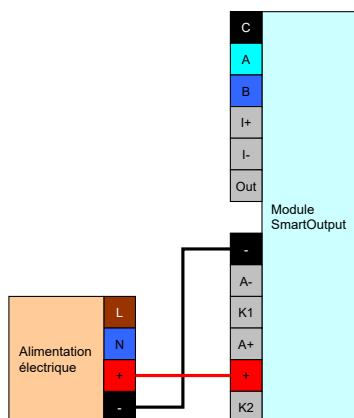 C
A
B
I+
I-
Out
Module
SmartOutput
-
A-
K1
A+
+
K2
Alimentation
électrique
L
N
+
-